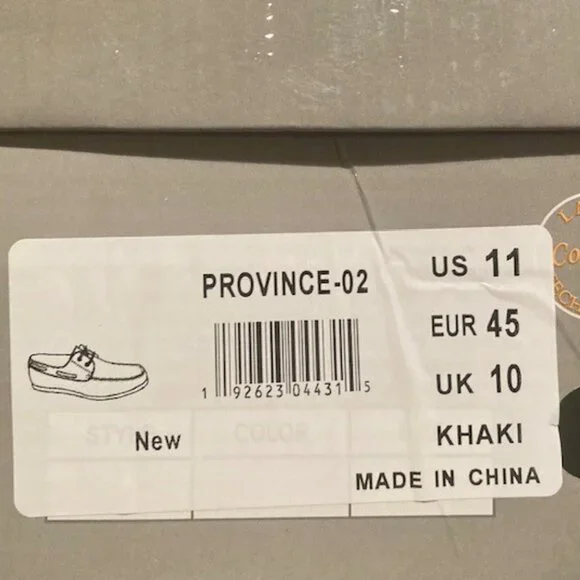 PROVINCE-02
US 11
EUR 45
1 92623 04431 5
UK 10
New
KHAKI
MADE IN CHINA
STYLE COLOR
Co